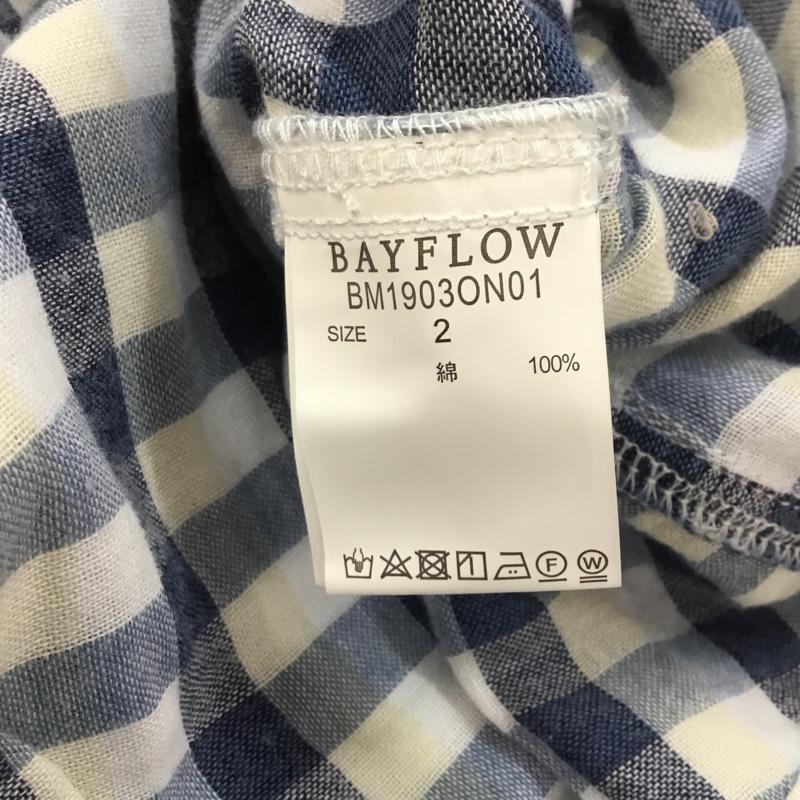 BAYFLOW
BM1903ON01
SIZE 2
綿 100%
F W